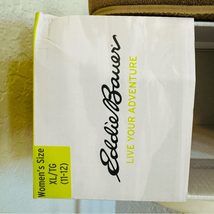 Eddie Bauer
LIVE YOUR ADVENTURE
Women's Size
XL/TG
(11-12)